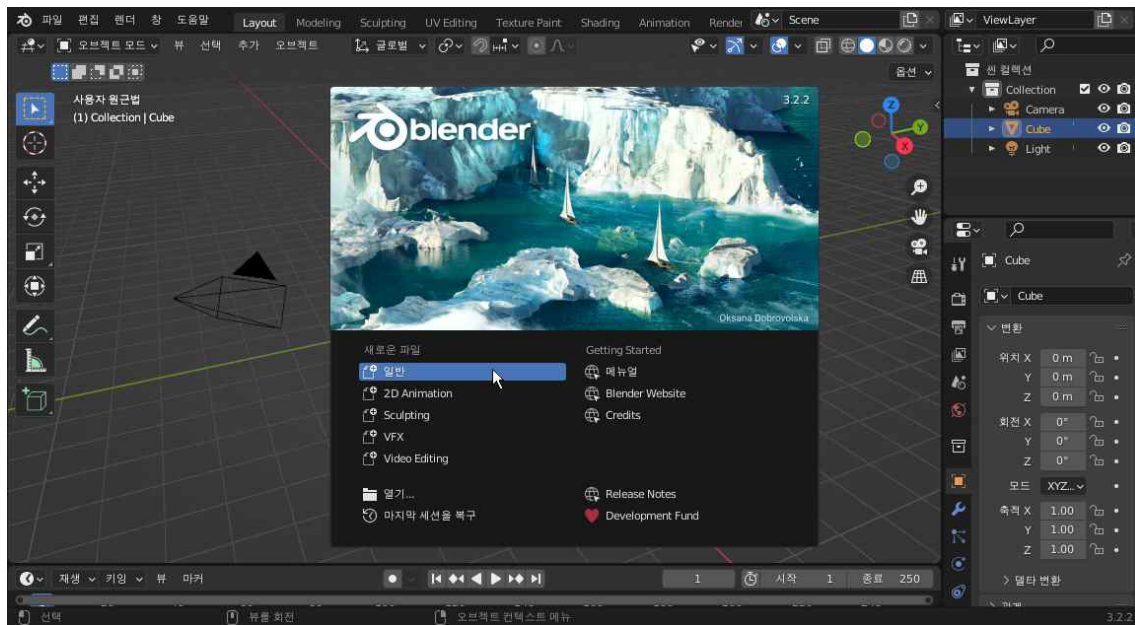 파일 편집 렌더 창 도움말 Layout Modeling Sculpting UV Editing Texture Paint Shading Animation Render Scene ViewLayer
오브젝트 모드 뷰 선택 추가 오브젝트 글로벌
옵션
사용자 원근법
(1) Collection | Cube
씬 컬렉션
Collection
Camera
Cube
Light
Z
Y
X
blender
3.2.2
Oksana Dobrovolska
새로운 파일
일반
2D Animation
Sculpting
VFX
Video Editing
열기...
마지막 세션을 복구
Getting Started
메뉴얼
Blender Website
Credits
Release Notes
Development Fund
Cube
Cube
변환
위치 X 0 m
Y 0 m
Z 0 m
회전 X 0°
Y 0°
Z 0°
모드 XYZ...
축적 X 1.00
Y 1.00
Z 1.00
델타 변환
재생 키잉 뷰 마커 1 시작 1 종료 250
선택 뷰를 회전 오브젝트 컨텍스트 메뉴 3.2.2